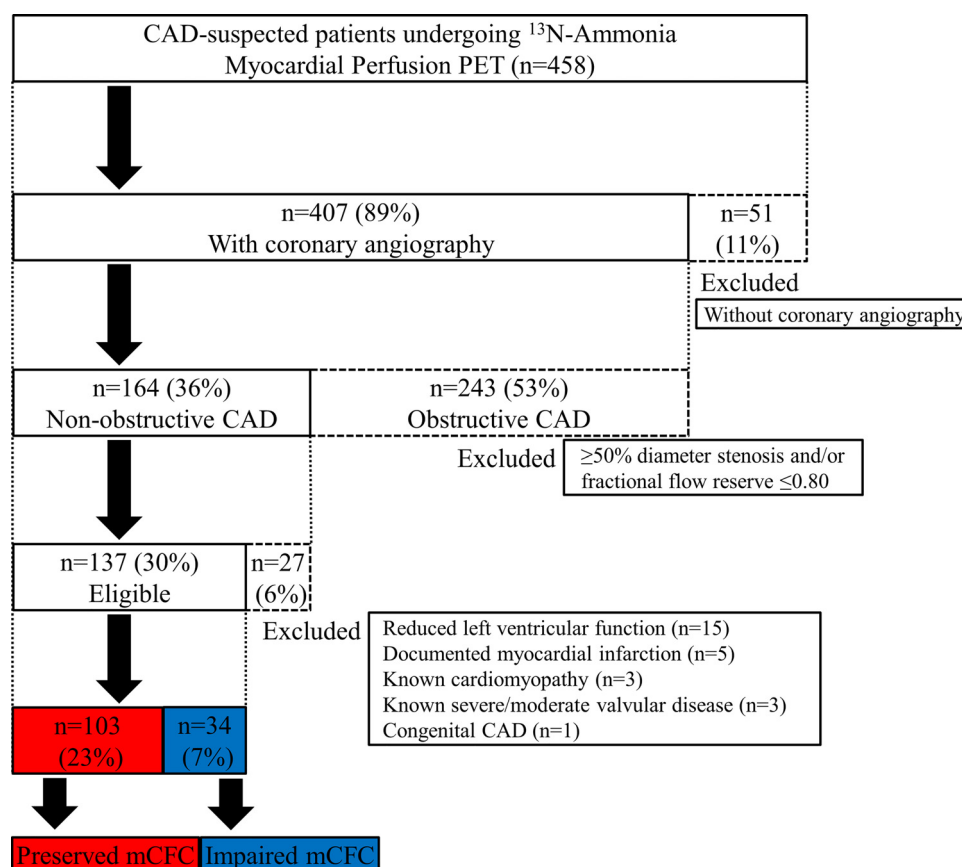 CAD-suspected patients undergoing ¹³N-Ammonia
Myocardial Perfusion PET (n=458)
n=407 (89%)
With coronary angiography
n=51
(11%)
Excluded
Without coronary angiography
n=164 (36%)
Non-obstructive CAD
n=243 (53%)
Obstructive CAD
Excluded
≥50% diameter stenosis and/or
fractional flow reserve ≤0.80
n=137 (30%)
Eligible
n=27
(6%)
Excluded
Reduced left ventricular function (n=15)
Documented myocardial infarction (n=5)
Known cardiomyopathy (n=3)
Known severe/moderate valvular disease (n=3)
Congenital CAD (n=1)
n=103
(23%)
n=34
(7%)
Preserved mCFC
Impaired mCFC